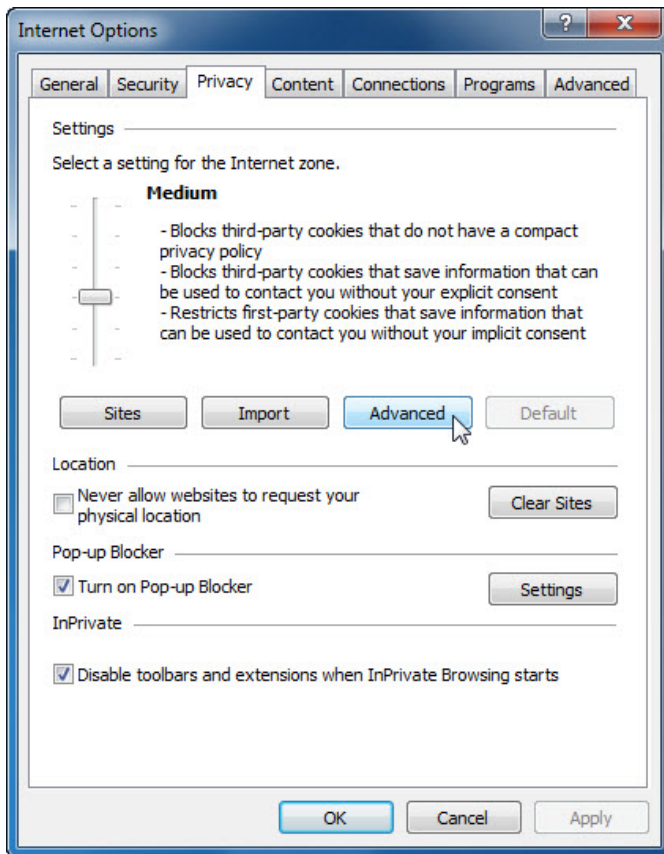 Internet Options
? X
General Security Privacy Content Connections Programs Advanced
Settings
Select a setting for the Internet zone.
Medium
- Blocks third-party cookies that do not have a compact
privacy policy
- Blocks third-party cookies that save information that can
be used to contact you without your explicit consent
- Restricts first-party cookies that save information that
can be used to contact you without your implicit consent
Sites Import Advanced Default
Location
Never allow websites to request your
physical location
Clear Sites
Pop-up Blocker
Turn on Pop-up Blocker
Settings
InPrivate
Disable toolbars and extensions when InPrivate Browsing starts
OK Cancel Apply